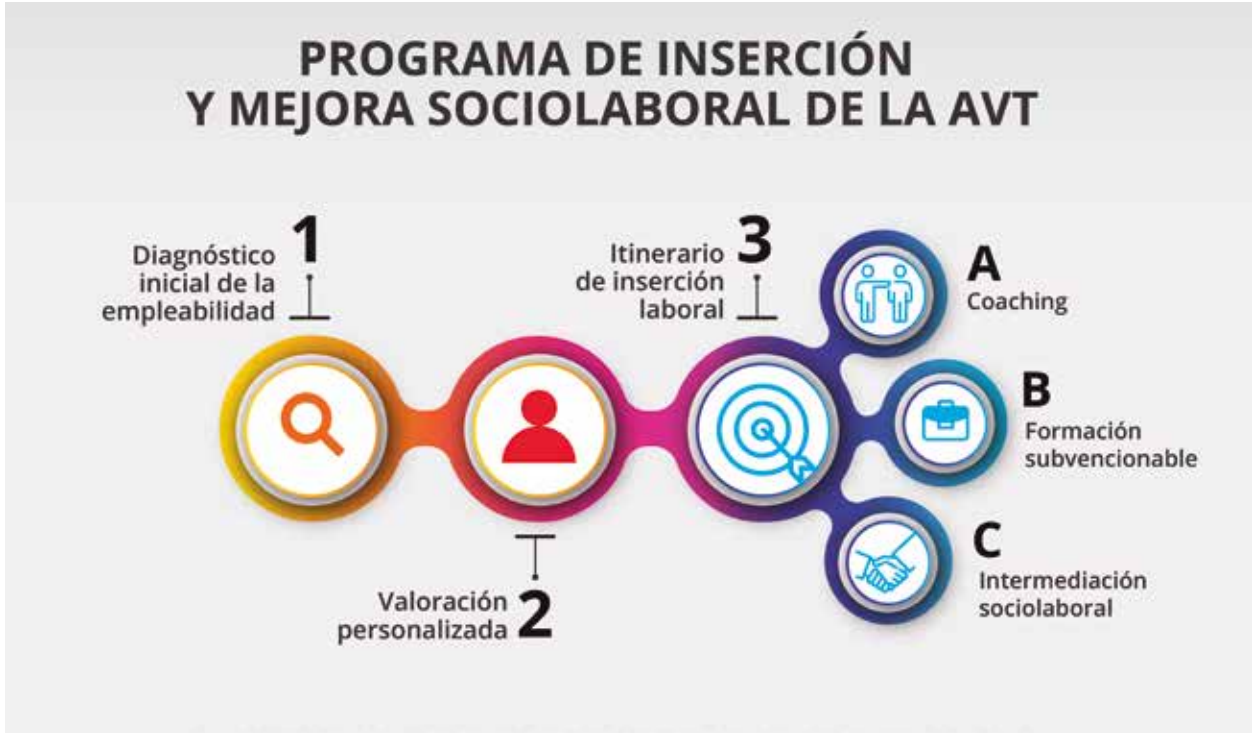 PROGRAMA DE INSERCIÓN
Y MEJORA SOCIOLABORAL DE LA AVT
1
Diagnóstico
inicial de la
empleabilidad
2
Valoración
personalizada
3
Itinerario
de inserción
laboral
A
Coaching
B
Formación
subvencionable
C
Intermediación
sociolaboral